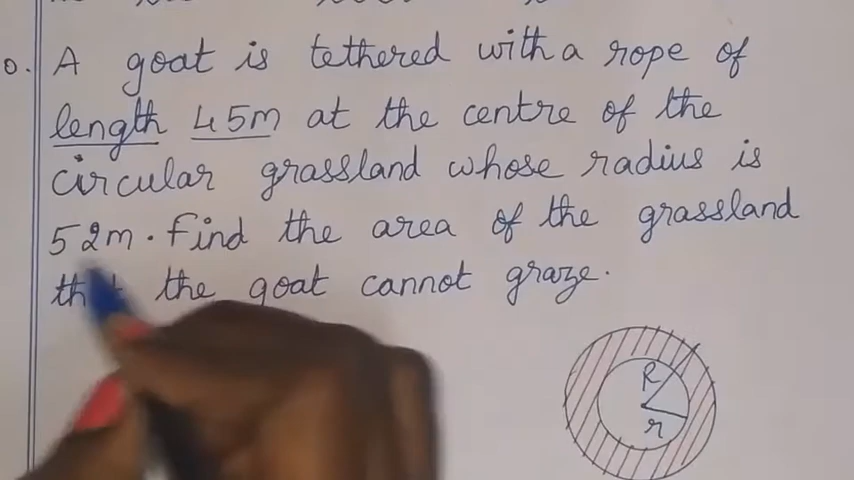 0. A goat is tethered with a rope of
length 45m at the centre of the
circular grassland whose radius is
52m. Find the area of the grassland
the goat cannot graze.
R
r